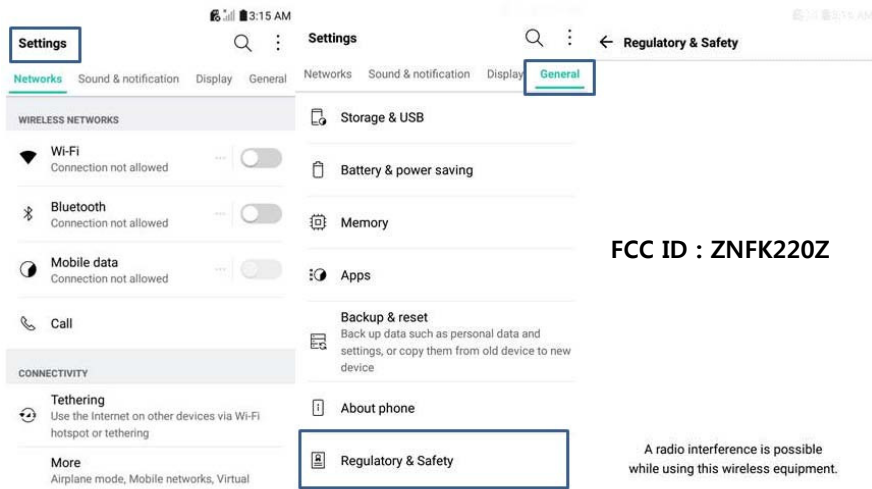 3:15 AM
Settings
Networks Sound & notification Display General
WIRELESS NETWORKS
Wi-Fi
Connection not allowed
Bluetooth
Connection not allowed
Mobile data
Connection not allowed
Call
CONNECTIVITY
Tethering
Use the Internet on other devices via Wi-Fi
hotspot or tethering
More
Airplane mode, Mobile networks, Virtual
Settings
Networks Sound & notification Display General
Storage & USB
Battery & power saving
Memory
Apps
Backup & reset
Back up data such as personal data and
settings, or copy them from old device to new
device
About phone
Regulatory & Safety
3:15 AM
Regulatory & Safety
FCC ID : ZNFK220Z
A radio interference is possible
while using this wireless equipment.